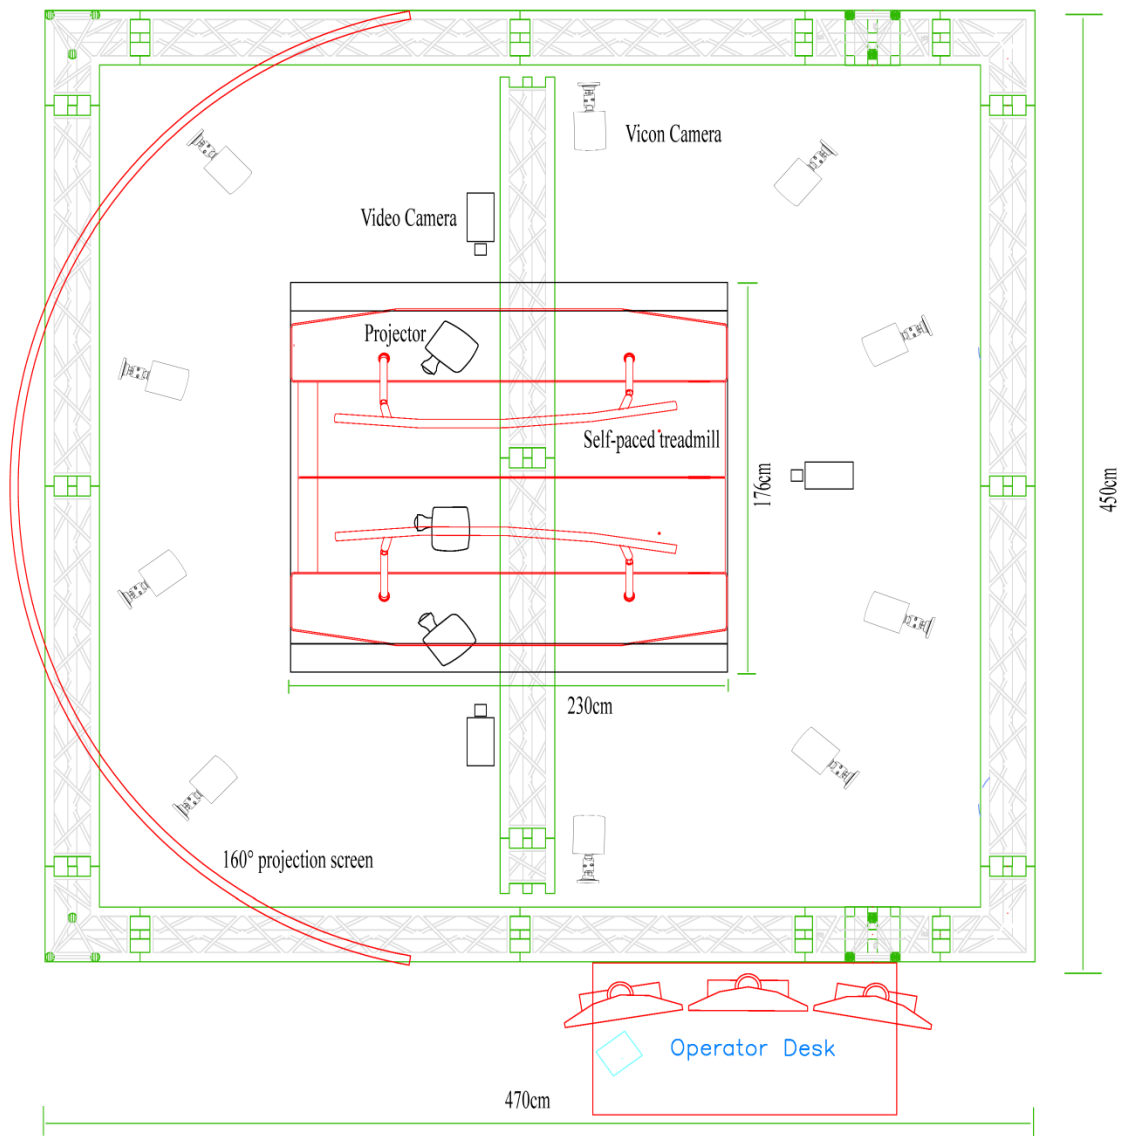 Vicon Camera
Video Camera
Projector
Self-paced treadmill
176cm
450cm
230cm
160° projection screen
Operator Desk
470cm